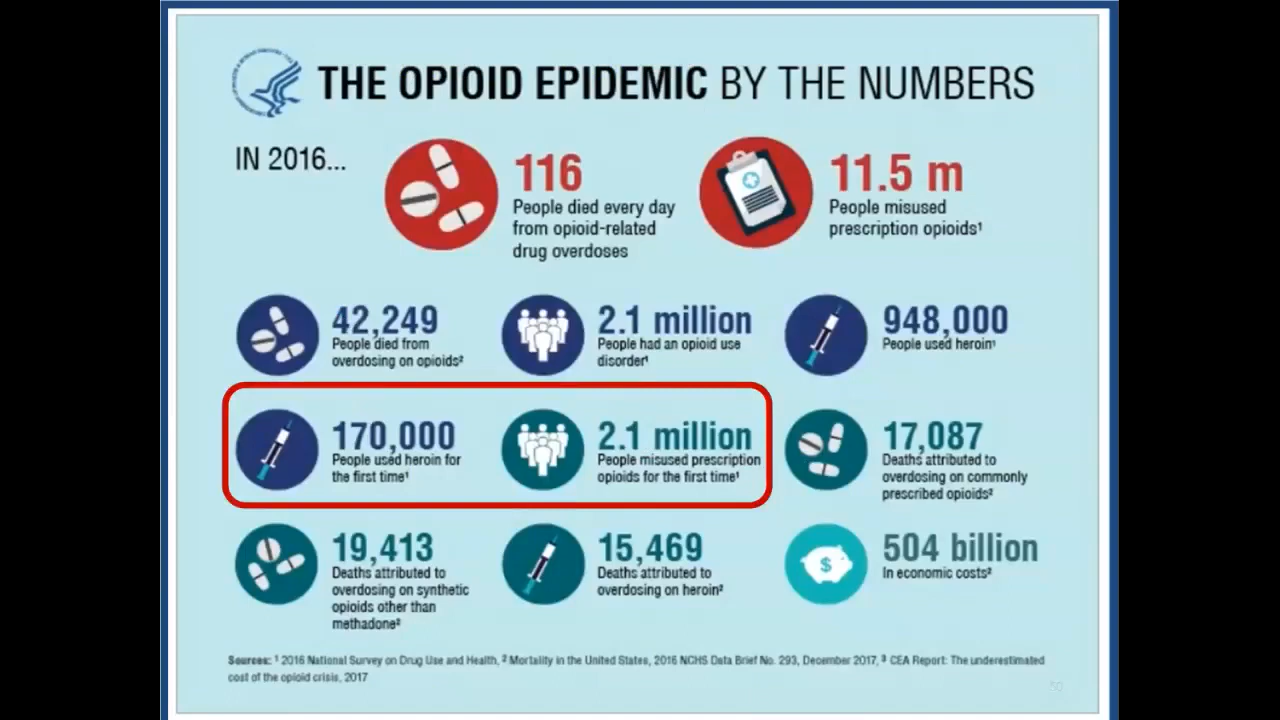 THE OPIOID EPIDEMIC BY THE NUMBERS
IN 2016...
116
People died every day
from opioid-related
drug overdoses
11.5 m
People misused
prescription opioids¹
42,249
People died from
overdosing on opioids²
2.1 million
People had an opioid use
disorder¹
948,000
People used heroin¹
170,000
People used heroin for
the first time¹
2.1 million
People misused prescription
opioids for the first time¹
17,087
Deaths attributed to
overdosing on commonly
prescribed opioids²
19,413
Deaths attributed to
overdosing on synthetic
opioids other than
methadone²
15,469
Deaths attributed to
overdosing on heroin²
504 billion
In economic costs²
$
Sources: ¹ 2016 National Survey on Drug Use and Health, ² Mortality in the United States, 2016 NCHS Data Brief No. 293, December 2017, ³ CEA Report: The underestimated
cost of the opioid crisis, 2017
50